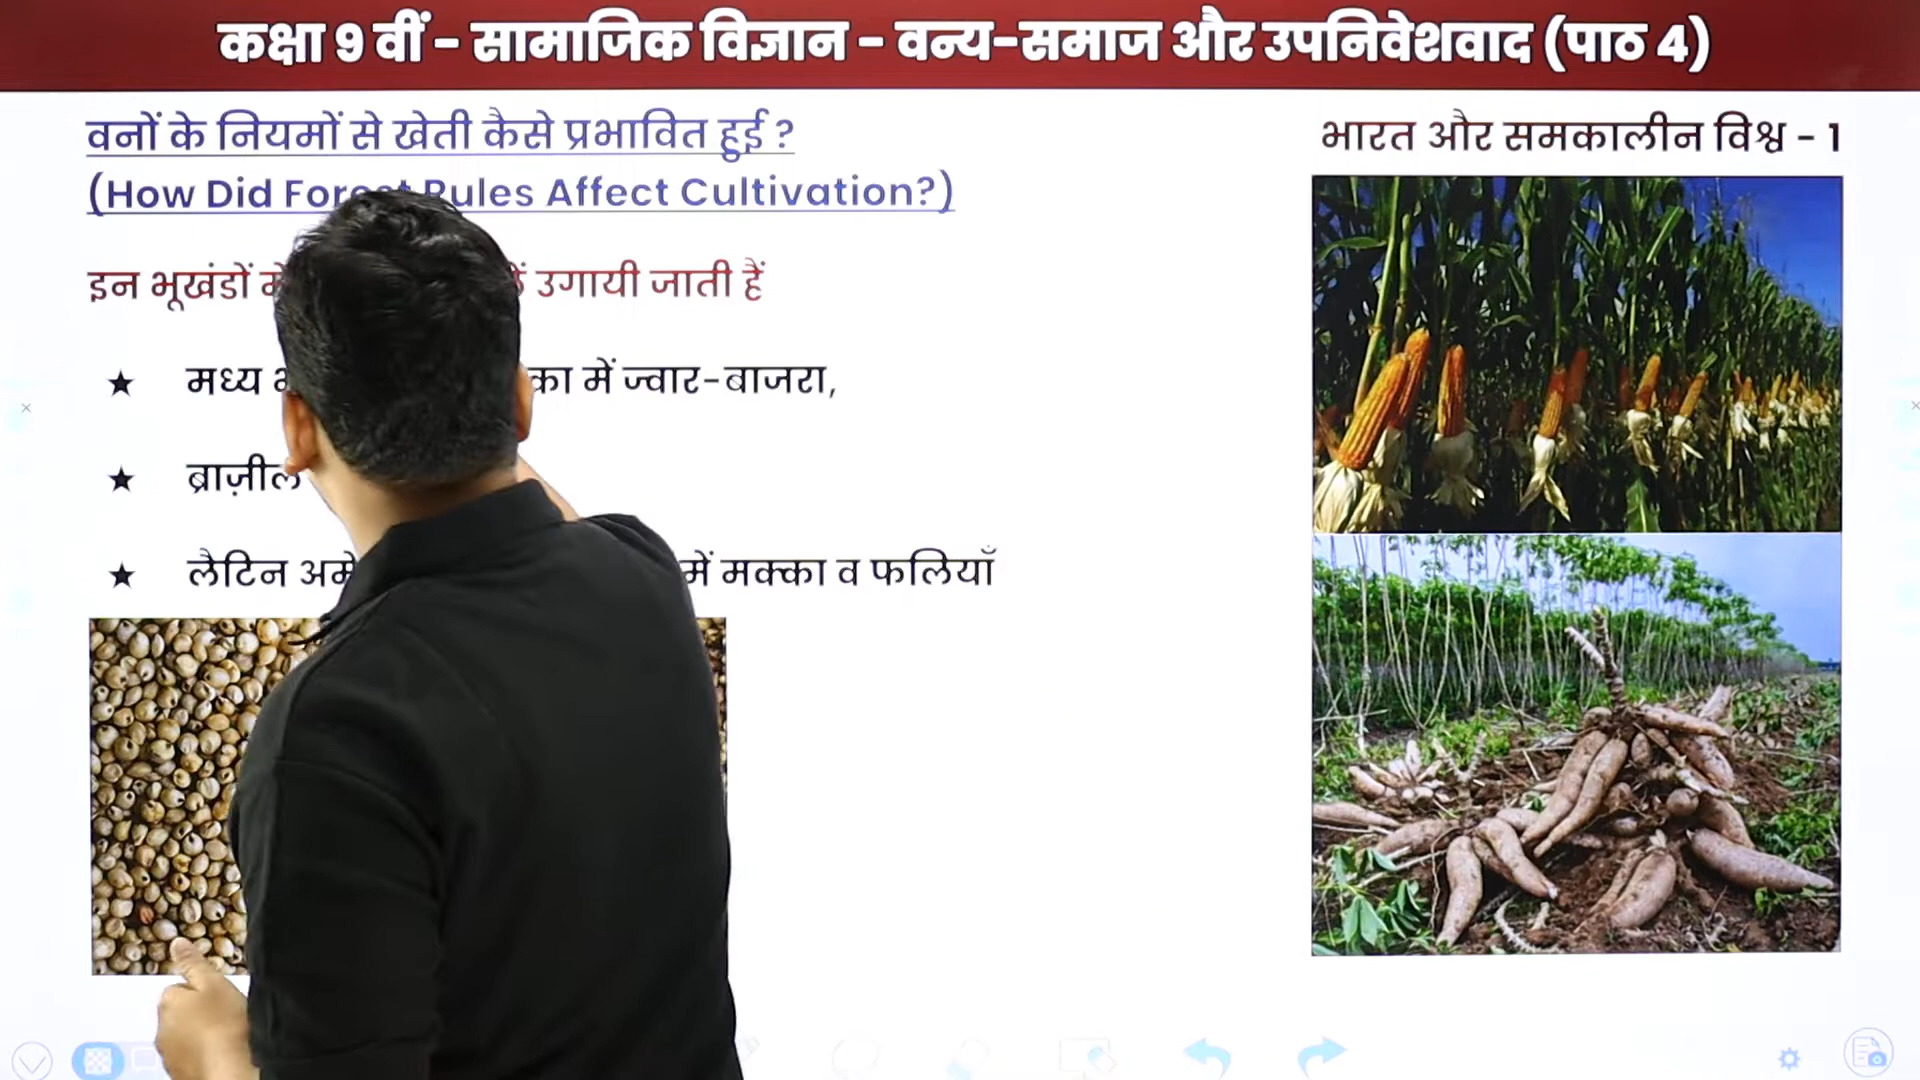 कक्षा 9 वीं - सामाजिक विज्ञान - वन्य-समाज और उपनिवेशवाद (पाठ 4)
वनों के नियमों से खेती कैसे प्रभावित हुई ?
भारत और समकालीन विश्व - 1
(How Did Forest Rules Affect Cultivation?)
इन भूखंडों में उगायी जाती हैं
★ मध्य में ज्वार-बाजरा,
★ ब्राज़ील
★ लैटिन में मक्का व फलियाँ